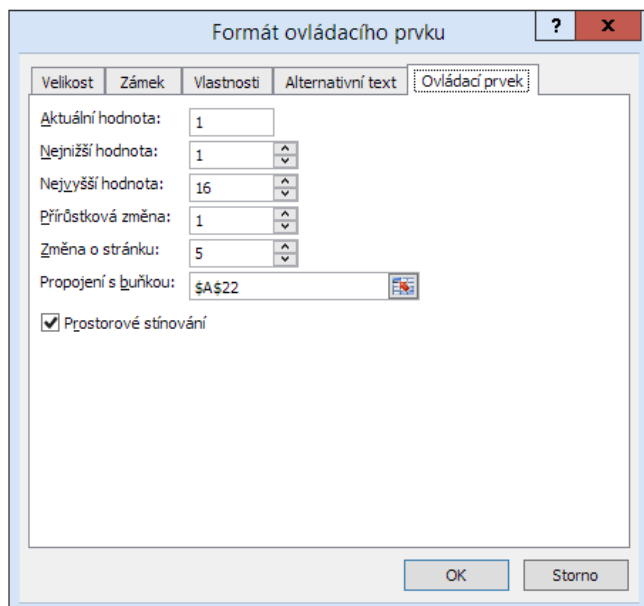 Formát ovládacího prvku ? x
Velikost Zámek Vlastnosti Alternativní text Ovládací prvek
Aktuální hodnota: 1
Nejnižší hodnota: 1
Nejvyšší hodnota: 16
Přírůstková změna: 1
Změna o stránku: 5
Propojení s buňkou: $A$22
Prostorové stínování
OK Storno